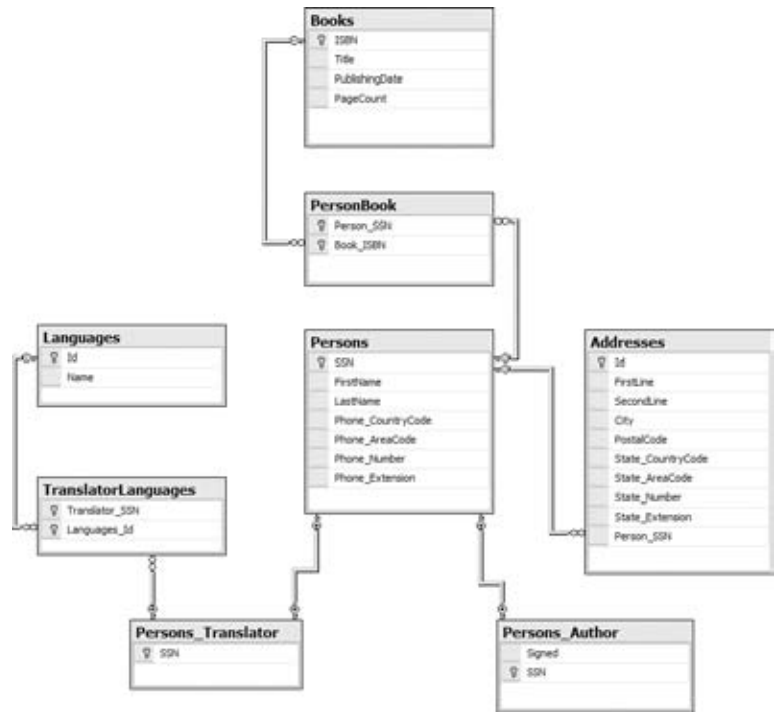 Books
ISBN
Title
PublishingDate
PageCount
PersonBook
Person_SSN
Book_ISBN
Languages
Id
Name
TranslatorLanguages
Translator_SSN
Languages_Id
Persons
SSN
FirstName
LastName
Phone_CountryCode
Phone_AreaCode
Phone_Number
Phone_Extension
Addresses
Id
FirstLine
SecondLine
City
PostalCode
State_CountryCode
State_AreaCode
State_Number
State_Extension
Person_SSN
Persons_Translator
SSN
Persons_Author
Signed
SSN